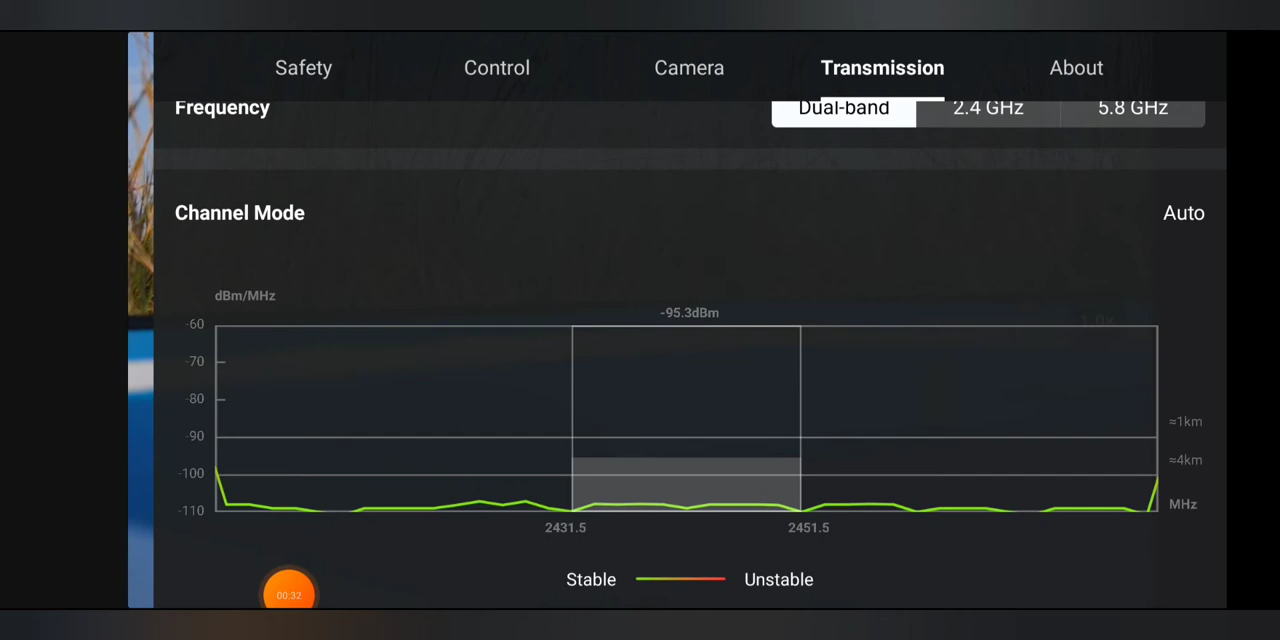 Safety Control Camera Transmission About
Frequency Dual-band 2.4 GHz 5.8 GHz
Channel Mode Auto
dBm/MHz
-95.3dBm
-60
1.0x
-70
-80
≈1km
-90
≈4km
-100
MHz
-110
2431.5 2451.5
Stable Unstable
00:32